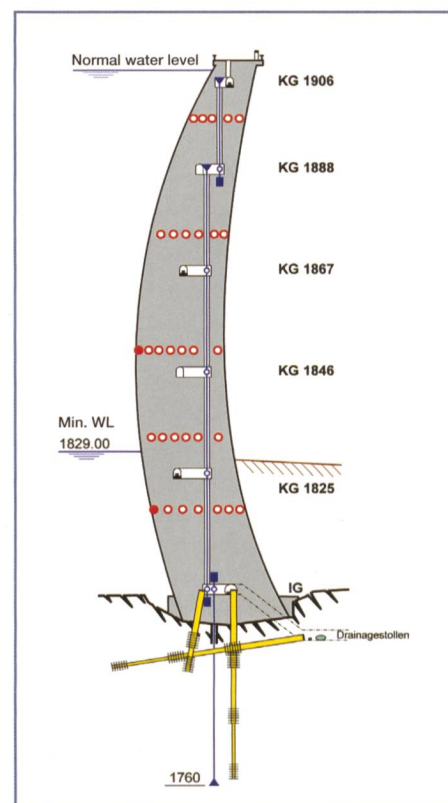 Normal water level
KG 1906
KG 1888
KG 1867
KG 1846
Min. WL
1829.00
KG 1825
IG
Drainagestollen
1760